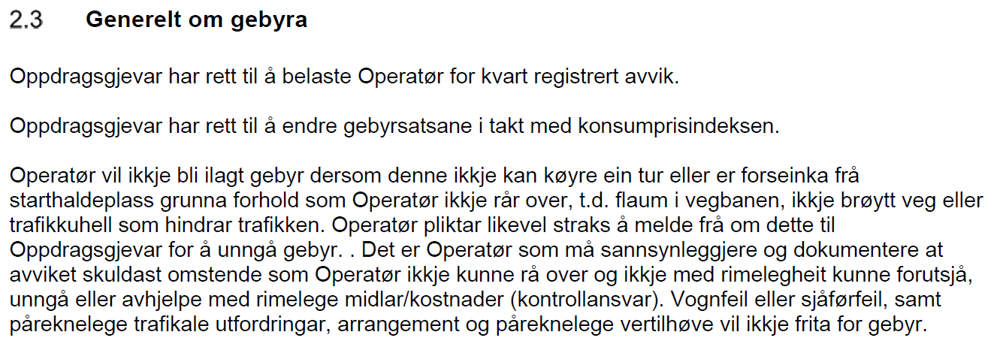 2.3 Generelt om gebyra
Oppdragsgjevar har rett til å belaste Operatør for kvart registrert avvik.
Oppdragsgjevar har rett til å endre gebyrsatsane i takt med konsumprisindeksen.
Operatør vil ikkje bli ilagt gebyr dersom denne ikkje kan køyre ein tur eller er forseinka frå
starthaldeplass grunna forhold som Operatør ikkje rår over, t.d. flaum i vegbanen, ikkje brøytt veg eller
trafikkuhell som hindrar trafikken. Operatør pliktar likevel straks å melde frå om dette til
Oppdragsgjevar for å unngå gebyr. . Det er Operatør som må sannsynleggjere og dokumentere at
avviket skuldast omstende som Operatør ikkje kunne rå over og ikkje med rimelegheit kunne forutsjå,
unngå eller avhjelpe med rimelege midlar/kostnader (kontrollansvar). Vognfeil eller sjåførfeil, samt
påreknelege trafikale utfordringar, arrangement og påreknelege vertilhøve vil ikkje frita for gebyr.